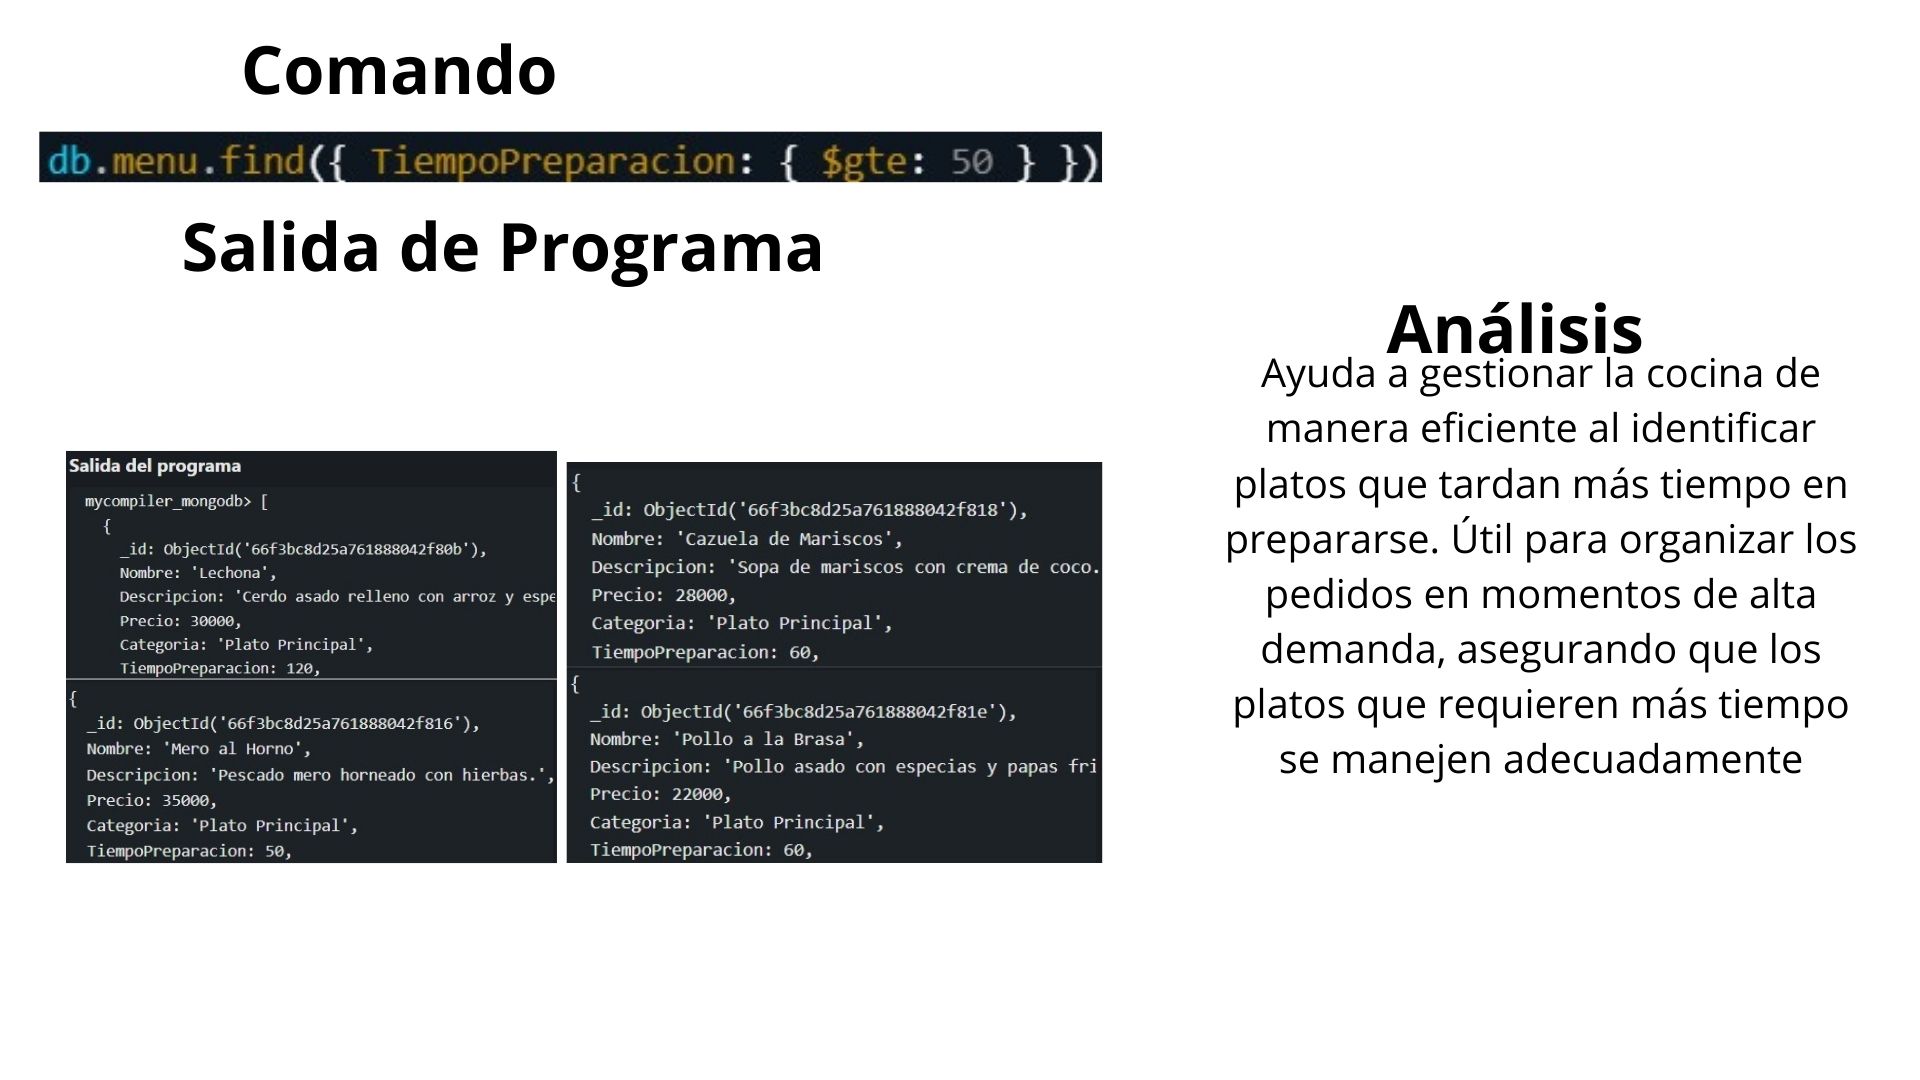 Comando
db.menu.find({ TiempoPreparacion: { $gte: 50 } })
Salida de Programa
Salida del programa
mycompiler_mongodb> [
{
_id: ObjectId('66f3bc8d25a761888042f80b'),
Nombre: 'Lechona',
Descripcion: 'Cerdo asado relleno con arroz y espe
Precio: 30000,
Categoria: 'Plato Principal',
TiempoPreparacion: 120,
{
_id: ObjectId('66f3bc8d25a761888042f816'),
Nombre: 'Mero al Horno',
Descripcion: 'Pescado mero horneado con hierbas.',
Precio: 35000,
Categoria: 'Plato Principal',
TiempoPreparacion: 50,
{
_id: ObjectId('66f3bc8d25a761888042f818'),
Nombre: 'Cazuela de Mariscos',
Descripcion: 'Sopa de mariscos con crema de coco.
Precio: 28000,
Categoria: 'Plato Principal',
TiempoPreparacion: 60,
{
_id: ObjectId('66f3bc8d25a761888042f81e'),
Nombre: 'Pollo a la Brasa',
Descripcion: 'Pollo asado con especias y papas fri
Precio: 22000,
Categoria: 'Plato Principal',
TiempoPreparacion: 60,
Análisis
Ayuda a gestionar la cocina de
manera eficiente al identificar
platos que tardan más tiempo en
prepararse. Útil para organizar los
pedidos en momentos de alta
demanda, asegurando que los
platos que requieren más tiempo
se manejen adecuadamente